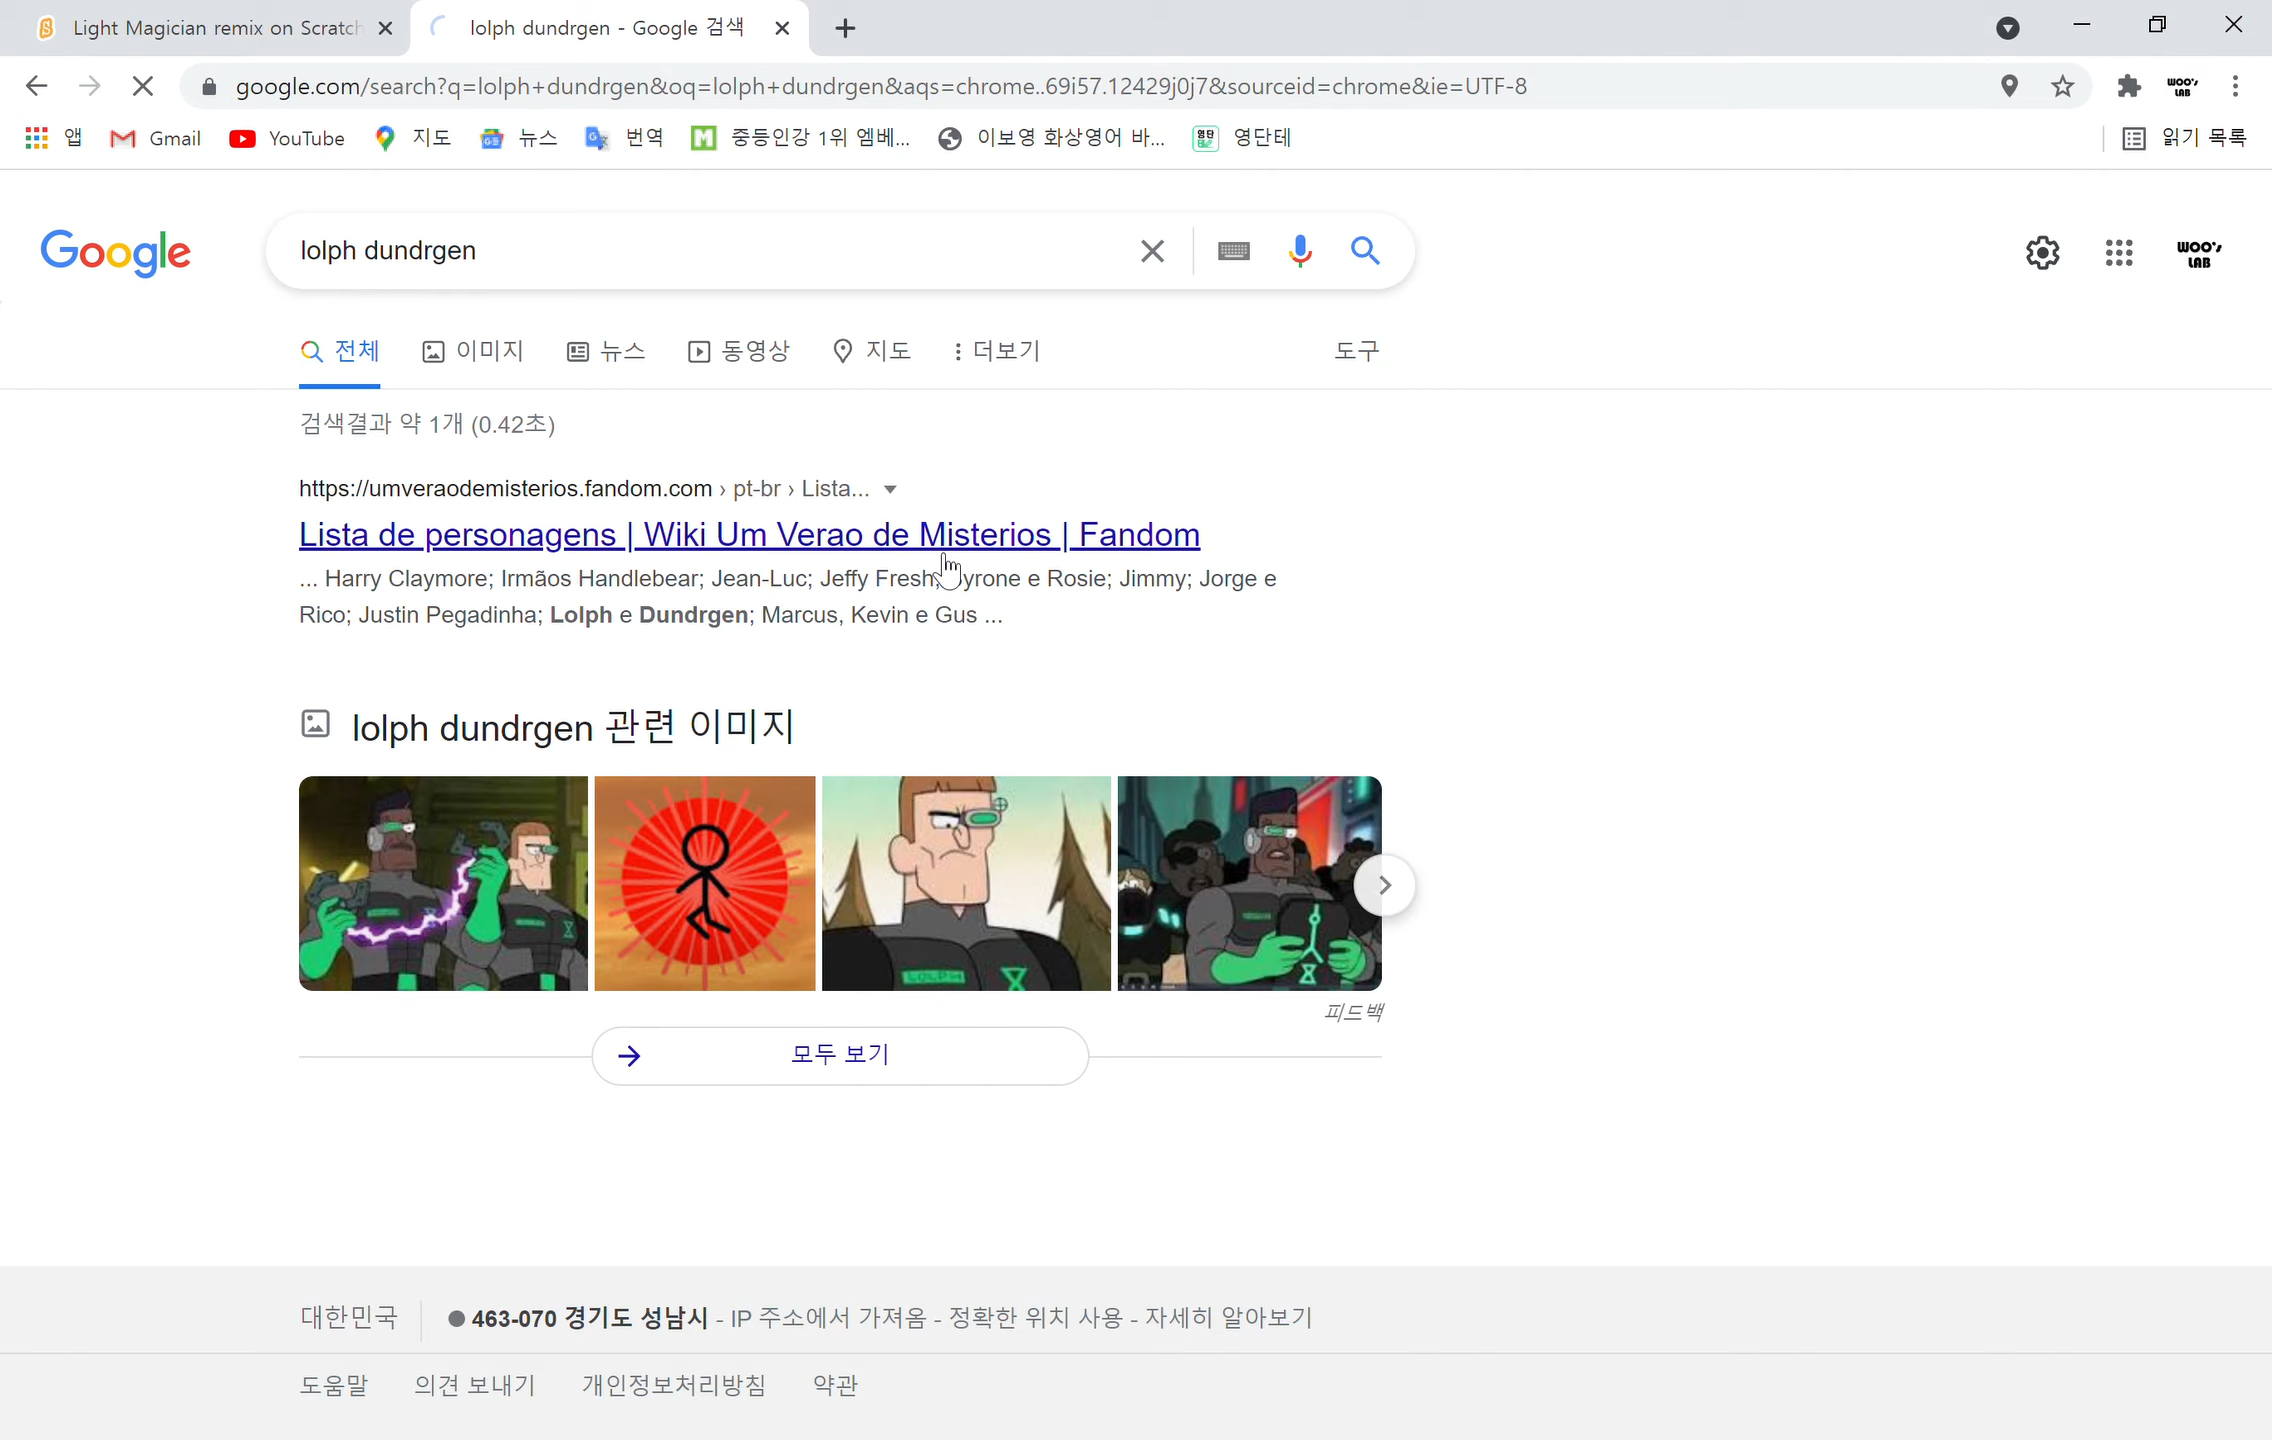 Light Magician remix on Scratch
lolph dundrgen - Google 검색
google.com/search?q=lolph+dundrgen&oq=lolph+dundrgen&aqs=chrome..69i57.12429j0j7&sourceid=chrome&ie=UTF-8
WOO's LAB
앱
Gmail
YouTube
지도
뉴스
번역
중등인강 1위 엠베...
이보영 화상영어 바...
영단테
읽기 목록
Google
lolph dundrgen
WOO's
LAB
전체
이미지
뉴스
동영상
지도
더보기
도구
검색결과 약 1개 (0.42초)
https://umveraodemisterios.fandom.com › pt-br › Lista...
Lista de personagens | Wiki Um Verao de Misterios | Fandom
... Harry Claymore; Irmãos Handlebear; Jean-Luc; Jeffy Fresh; yrone e Rosie; Jimmy; Jorge e
Rico; Justin Pegadinha; Lolph e Dundrgen; Marcus, Kevin e Gus ...
lolph dundrgen 관련 이미지
LOLPH
피드백
모두 보기
대한민국
463-070 경기도 성남시 - IP 주소에서 가져옴 - 정확한 위치 사용 - 자세히 알아보기
도움말
의견 보내기
개인정보처리방침
약관